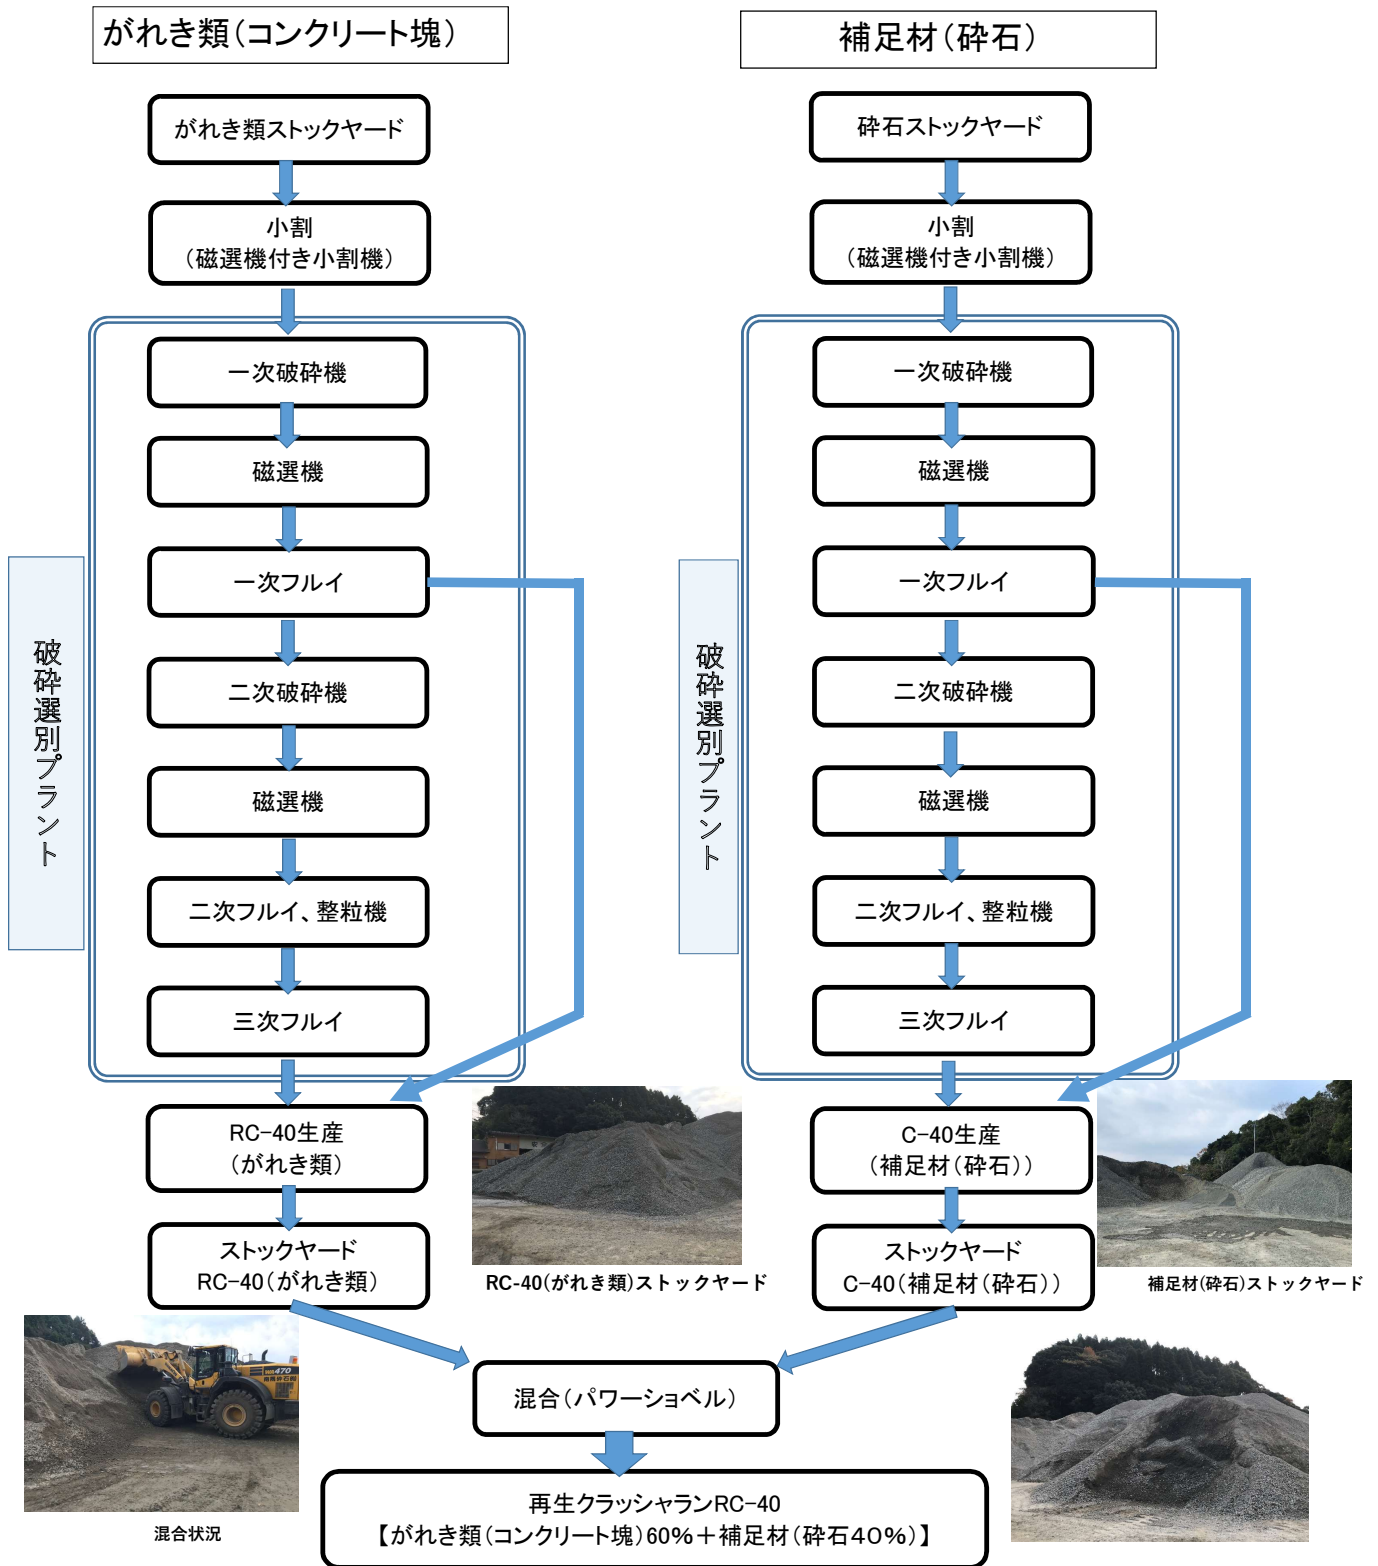 がれき類(コンクリート塊)
がれき類ストックヤード
小割
(磁選機付き小割機)
破砕選別プラント
一次破砕機
磁選機
一次フルイ
二次破砕機
磁選機
二次フルイ、整粒機
三次フルイ
RC-40生産
(がれき類)
ストックヤード
RC-40(がれき類)
RC-40(がれき類)ストックヤード
補足材(砕石)
砕石ストックヤード
小割
(磁選機付き小割機)
破砕選別プラント
一次破砕機
磁選機
一次フルイ
二次破砕機
磁選機
二次フルイ、整粒機
三次フルイ
C-40生産
(補足材(砕石))
ストックヤード
C-40(補足材(砕石))
補足材(砕石)ストックヤード
470
混合状況
混合(パワーショベル)
再生クラッシャランRC-40
【がれき類(コンクリート塊)60%+補足材(砕石40%)】